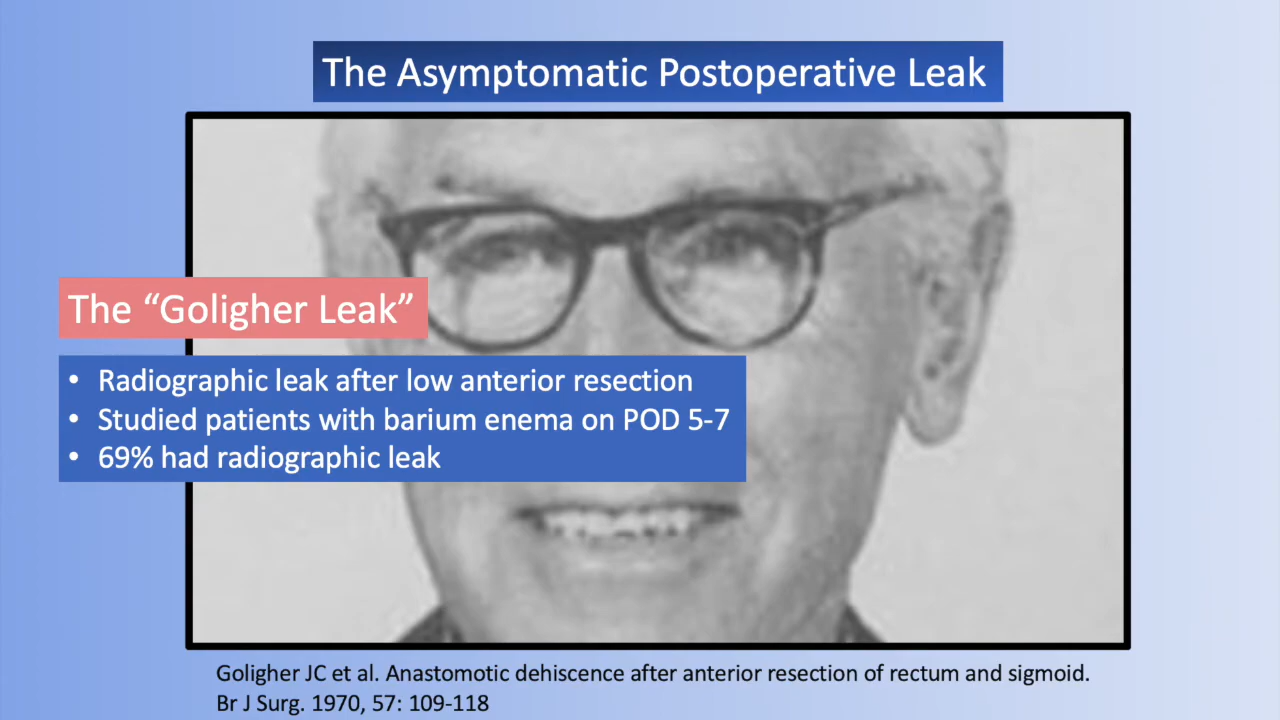 The Asymptomatic Postoperative Leak
The “Goligher Leak”
• Radiographic leak after low anterior resection
• Studied patients with barium enema on POD 5-7
• 69% had radiographic leak
Goligher JC et al. Anastomotic dehiscence after anterior resection of rectum and sigmoid.
Br J Surg. 1970, 57: 109-118